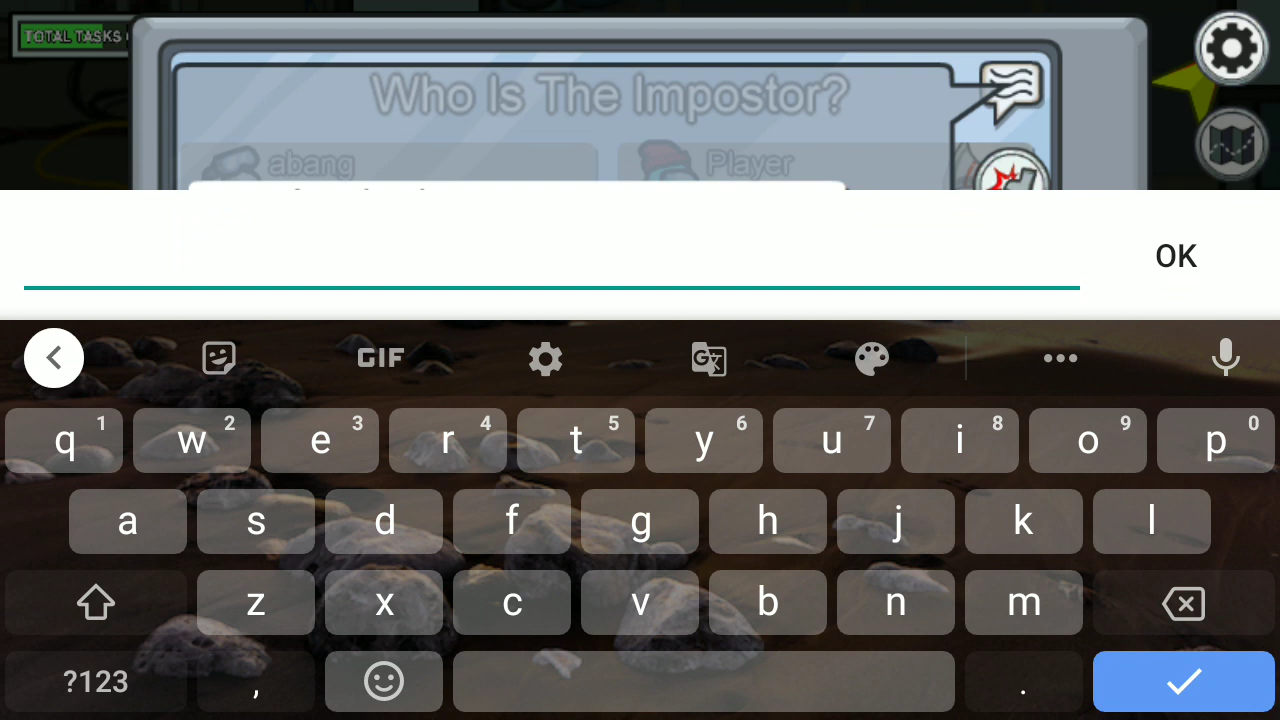 TOTAL TASKS
Who Is The Impostor?
abang
Player
OK
GIF
q 1 w 2 e 3 r 4 t 5 y 6 u 7 i 8 o 9 p 0
a s d f g h j k l
z x c v b n m
?123 , .